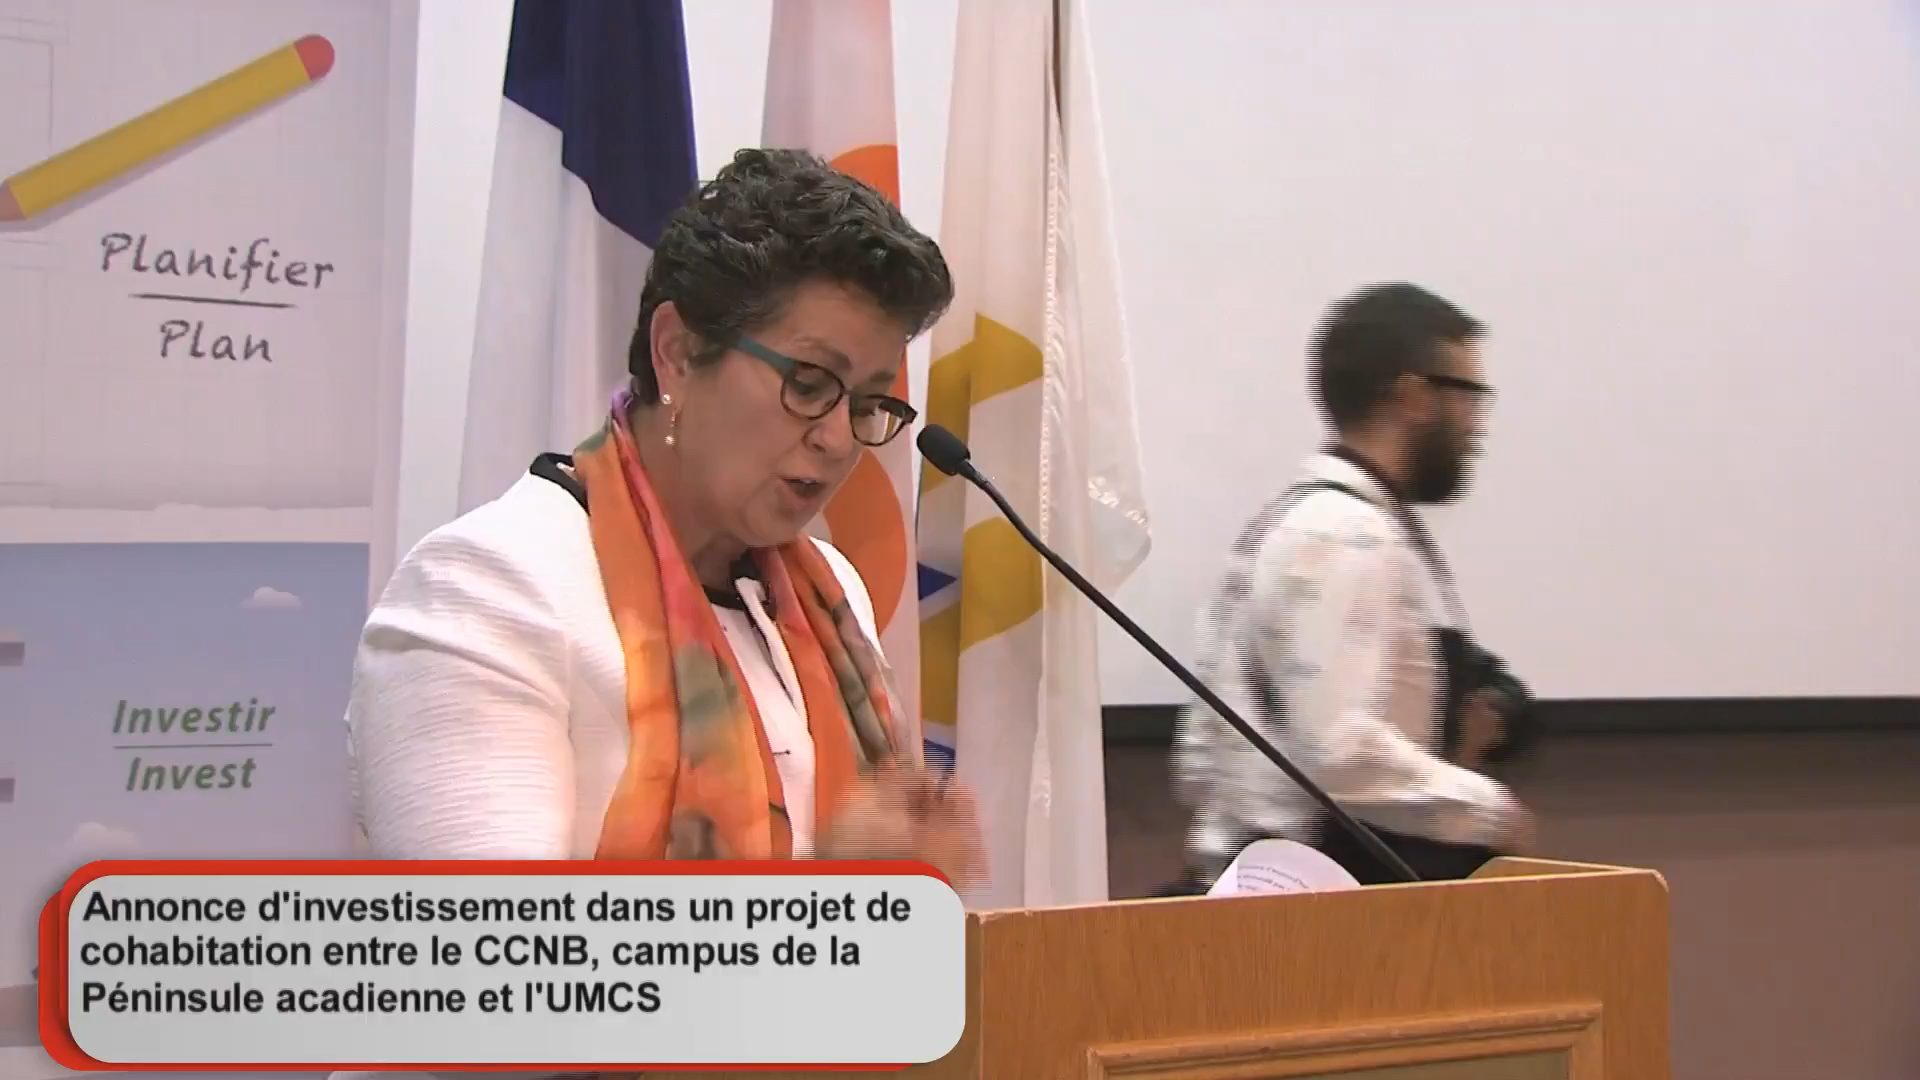 Planifier
Plan
Investir
Invest
Annonce d'investissement dans un projet de
cohabitation entre le CCNB, campus de la
Péninsule acadienne et l'UMCS